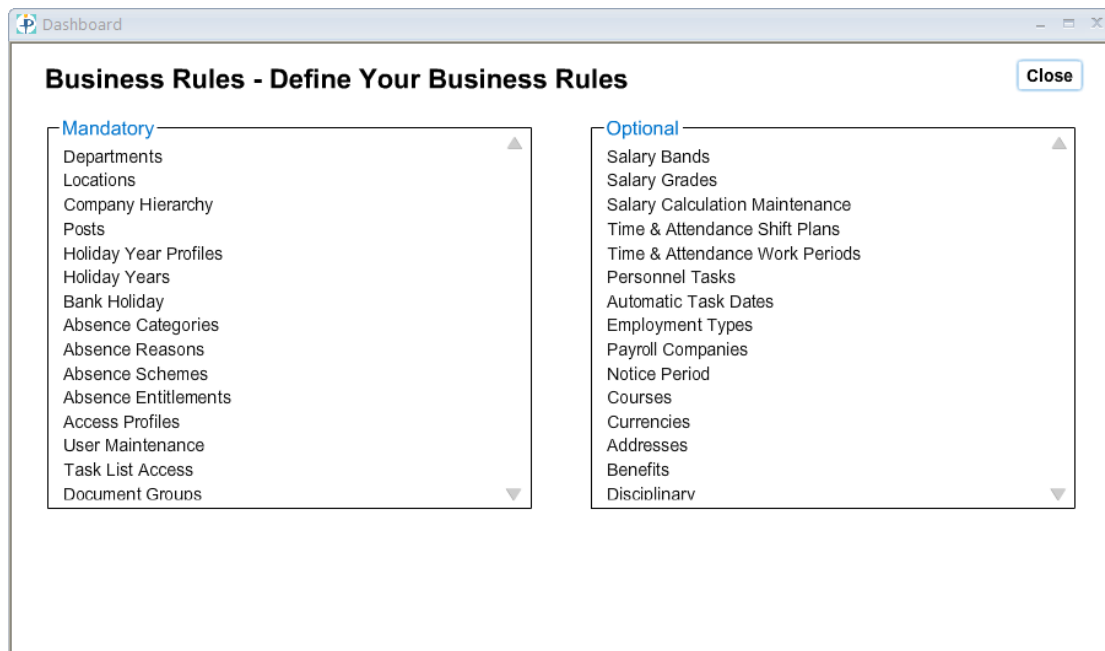 Dashboard
Business Rules - Define Your Business Rules
Close
Mandatory
Departments
Locations
Company Hierarchy
Posts
Holiday Year Profiles
Holiday Years
Bank Holiday
Absence Categories
Absence Reasons
Absence Schemes
Absence Entitlements
Access Profiles
User Maintenance
Task List Access
Document Groups
Optional
Salary Bands
Salary Grades
Salary Calculation Maintenance
Time & Attendance Shift Plans
Time & Attendance Work Periods
Personnel Tasks
Automatic Task Dates
Employment Types
Payroll Companies
Notice Period
Courses
Currencies
Addresses
Benefits
Disciplinary